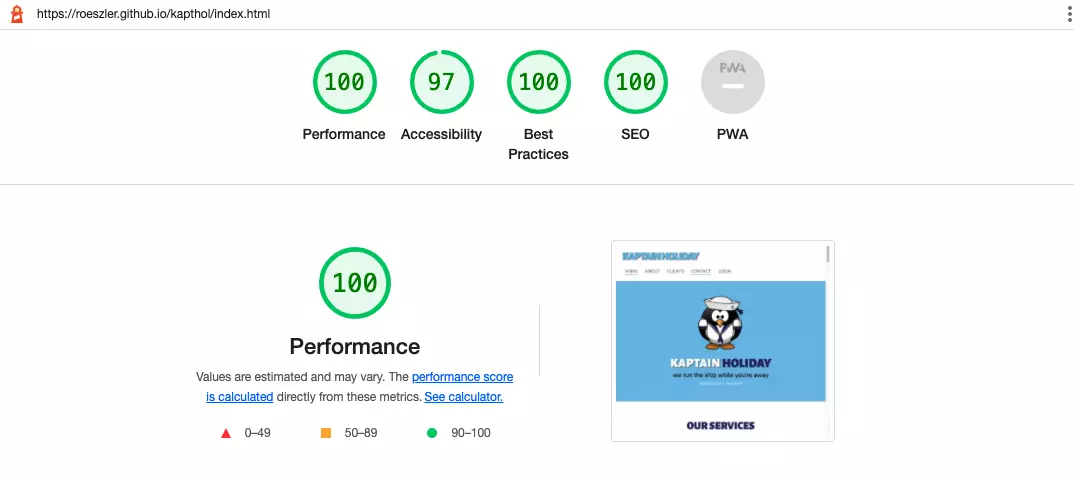 https://roeszler.github.io/kapthol/index.html
100 97 100 100 PWA
Performance Accessibility Best Practices SEO PWA
100
Performance
Values are estimated and may vary. The performance score
is calculated directly from these metrics. See calculator.
0–49 50–89 90–100
KAPTAIN HOLIDAY
HOME ABOUT CLIENTS CONTACT LOGIN
KAPTAIN HOLIDAY
we run the ship while you're away
OUR SERVICES